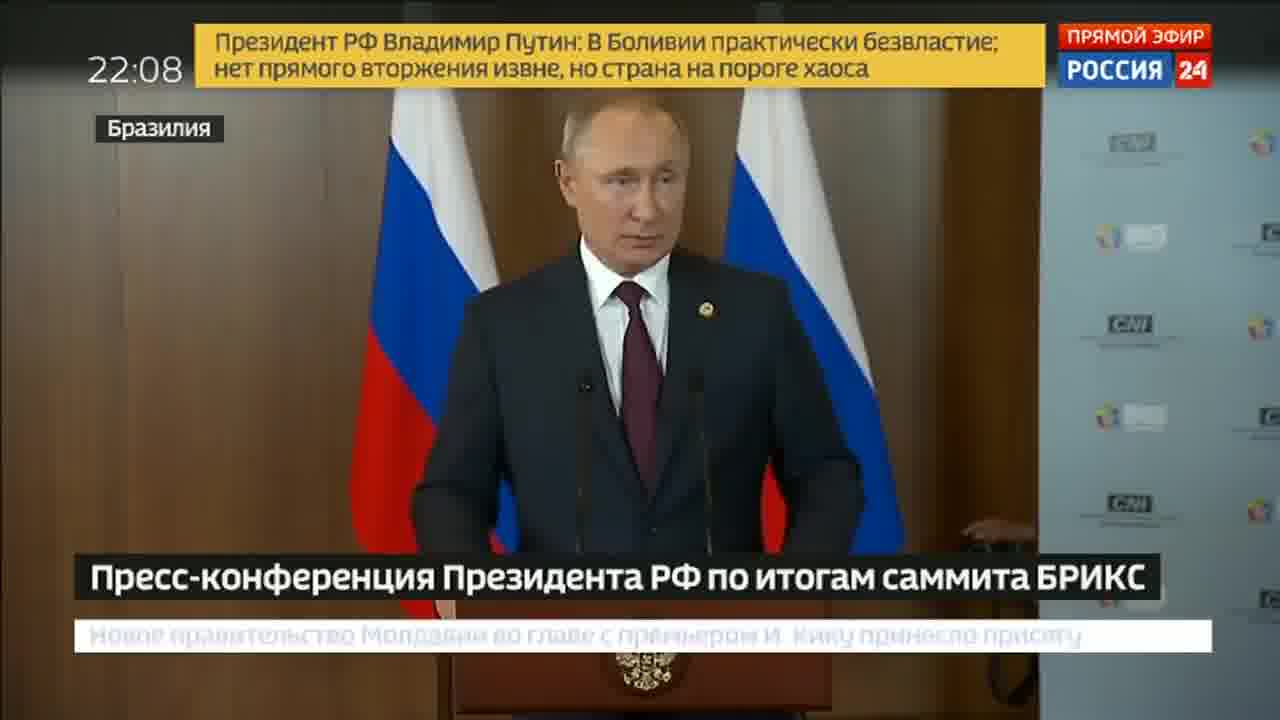 22:08
Президент РФ Владимир Путин: В Боливии практически безвластие;
нет прямого вторжения извне, но страна на пороге хаоса
ПРЯМОЙ ЭФИР
РОССИЯ 24
Бразилия
CNI
CNI
CNI
Пресс-конференция Президента РФ по итогам саммита БРИКС
Новое правительство Молдавии во главе с премьером И. Кику принесло присягу